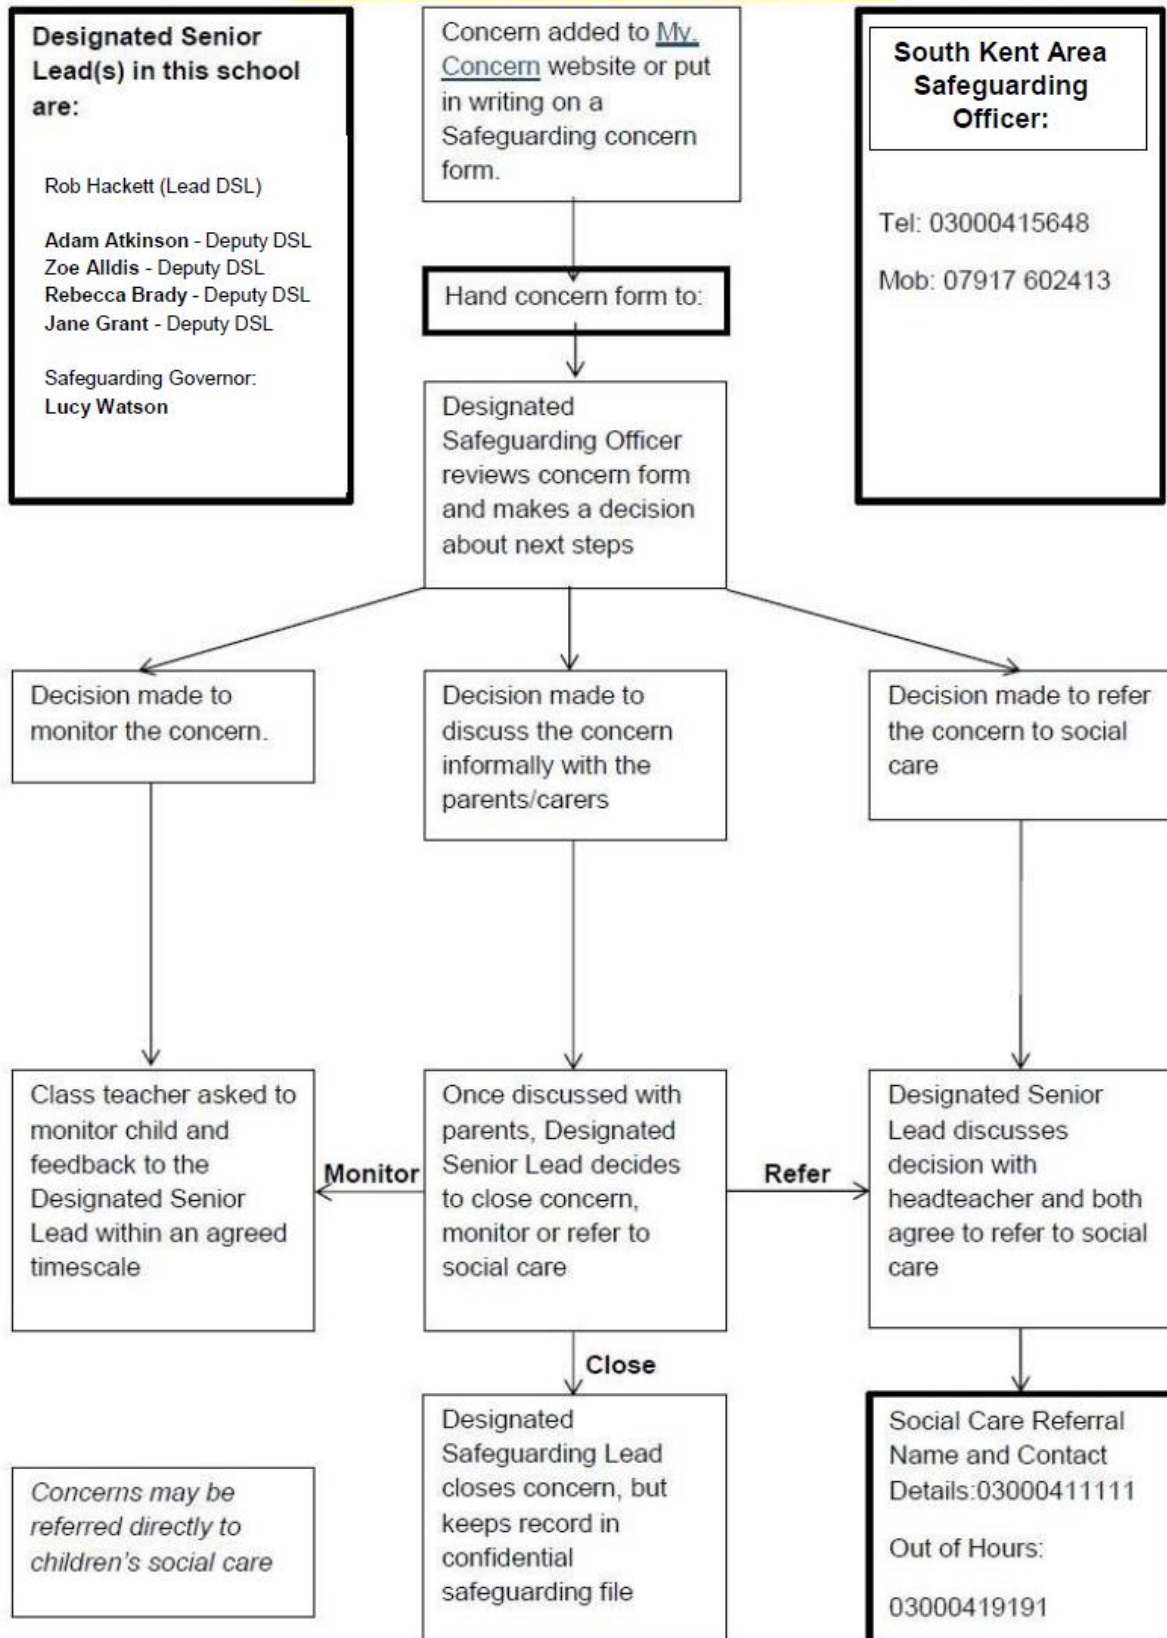 Designated Senior
Lead(s) in this school
are:
Rob Hackett (Lead DSL)
Adam Atkinson - Deputy DSL
Zoe Alldis - Deputy DSL
Rebecca Brady - Deputy DSL
Jane Grant - Deputy DSL
Safeguarding Governor:
Lucy Watson
Concern added to My
Concern website or put
in writing on a
Safeguarding concern
form.
South Kent Area
Safeguarding
Officer:
Tel: 03000415648
Mob: 07917 602413
Hand concern form to:
Designated
Safeguarding Officer
reviews concern form
and makes a decision
about next steps
Decision made to
monitor the concern.
Decision made to
discuss the concern
informally with the
parents/carers
Decision made to refer
the concern to social
care
Class teacher asked to
monitor child and
feedback to the
Designated Senior
Lead within an agreed
timescale
Monitor
Once discussed with
parents, Designated
Senior Lead decides
to close concern,
monitor or refer to
social care
Refer
Designated Senior
Lead discusses
decision with
headteacher and both
agree to refer to social
care
Close
Concerns may be
referred directly to
children's social care
Designated
Safeguarding Lead
closes concern, but
keeps record in
confidential
safeguarding file
Social Care Referral
Name and Contact
Details:03000411111
Out of Hours:
03000419191